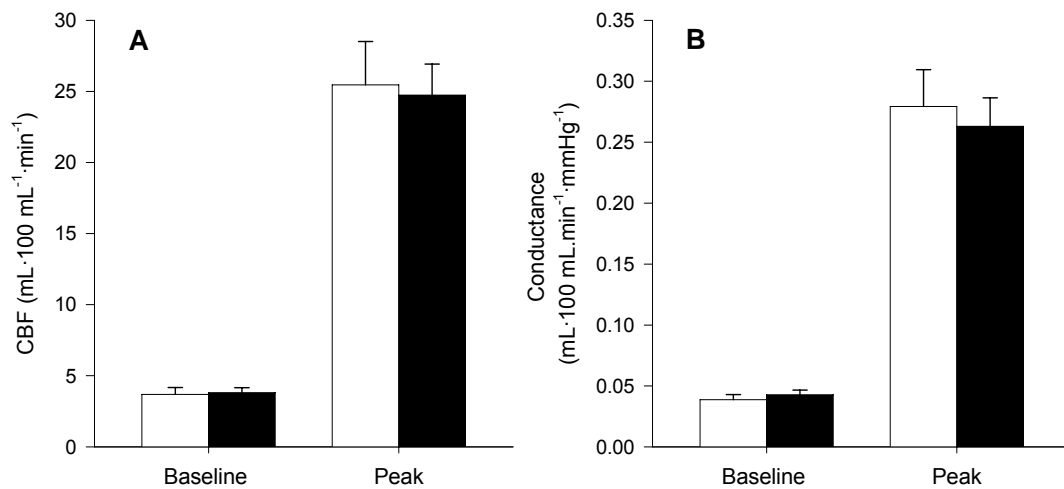 A
30
25
20
15
10
5
0
CBF (mL·100 mL⁻¹·min⁻¹)
Baseline
Peak
B
0.35
0.30
0.25
0.20
0.15
0.10
0.05
0.00
Conductance
(mL·100 mL.min⁻¹·mmHg⁻¹)
Baseline
Peak